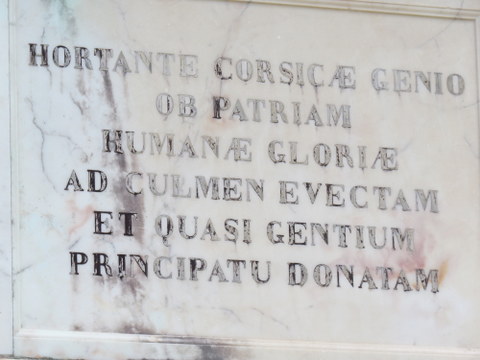 HORTANTE CORSICÆ GENIO
OB PATRIAM
HUMANÆ GLORIÆ
AD CULMEN EVECTAM
ET QUASI GENTIUM
PRINCIPATU DONATAM